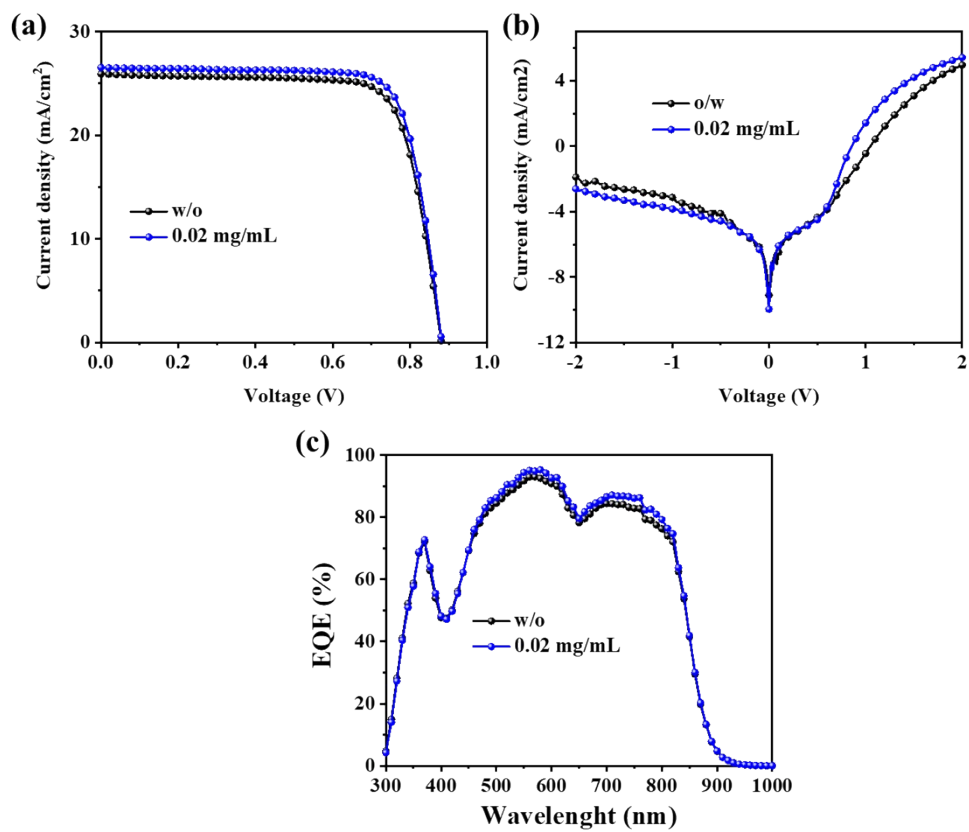 (a)
30
20
10
0
Current density (mA/cm²)
w/o
0.02 mg/mL
0.0 0.2 0.4 0.6 0.8 1.0
Voltage (V)
(b)
4
0
-4
-8
-12
Current density (mA/cm2)
o/w
0.02 mg/mL
-2 -1 0 1 2
Voltage (V)
(c)
100
80
60
40
20
0
EQE (%)
w/o
0.02 mg/mL
300 400 500 600 700 800 900 1000
Wavelenght (nm)